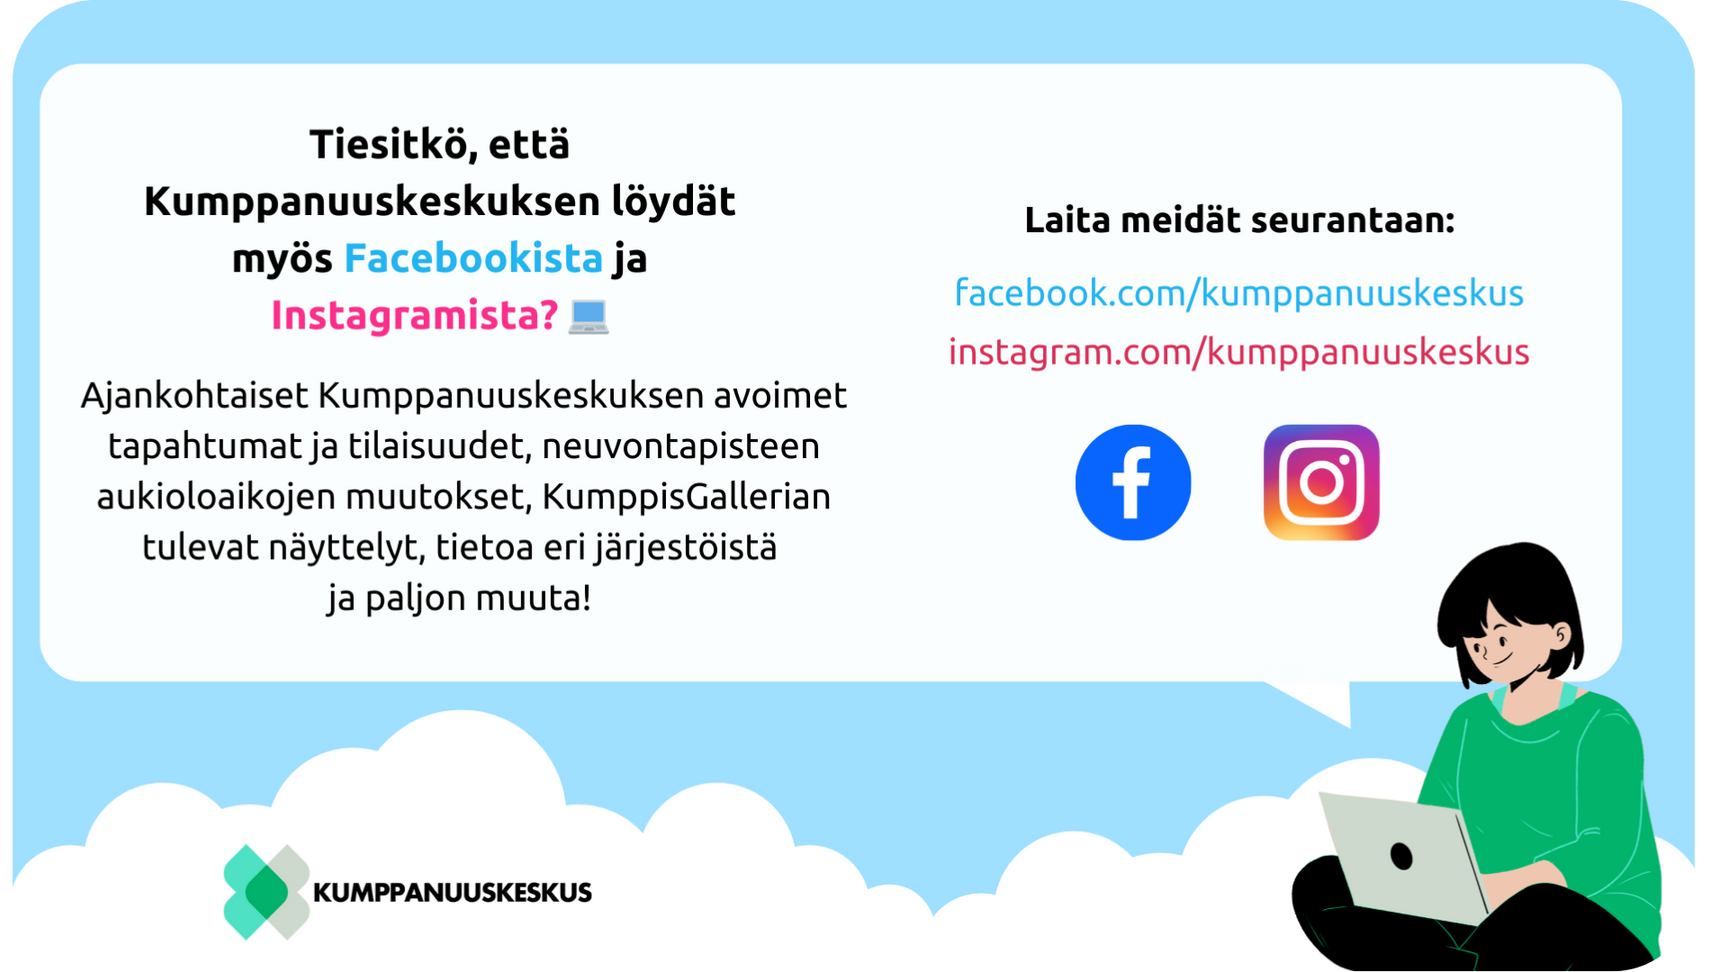 Tiesitkö, että
Kumppanuuskeskuksen löydät
myös Facebookista ja
Instagramista? 💻
Ajankohtaiset Kumppanuuskeskuksen avoimet
tapahtumat ja tilaisuudet, neuvontapisteen
aukioloaikojen muutokset, KumppisGallerian
tulevat näyttelyt, tietoa eri järjestöistä
ja paljon muuta!
Laita meidät seurantaan:
facebook.com/kumppanuuskeskus
instagram.com/kumppanuuskeskus
KUMPPANUUSKESKUS